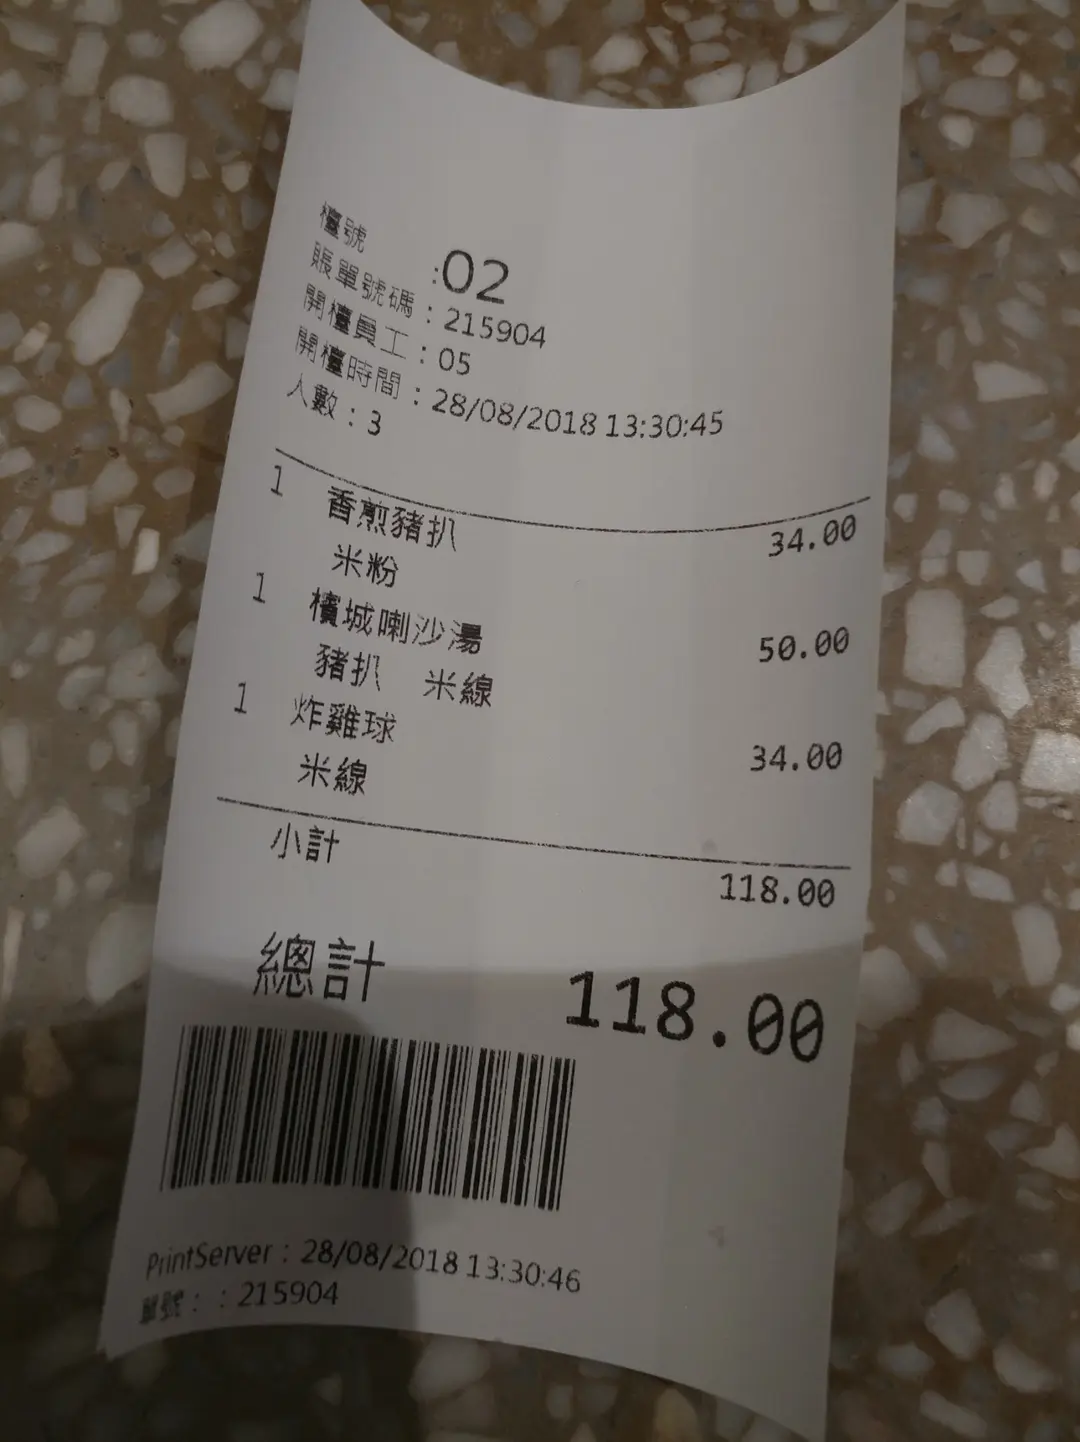 檯號 :02
賬單號碼 : 215904
開檯員工 : 05
開檯時間 : 28/08/2018 13:30:45
人數 : 3
1 香煎豬扒 34.00
米粉
1 檳城喇沙湯 50.00
豬扒 米線
1 炸雞球 34.00
米線
小計 118.00
總計 118.00
PrintServer : 28/08/2018 13:30:46
單號 : : 215904